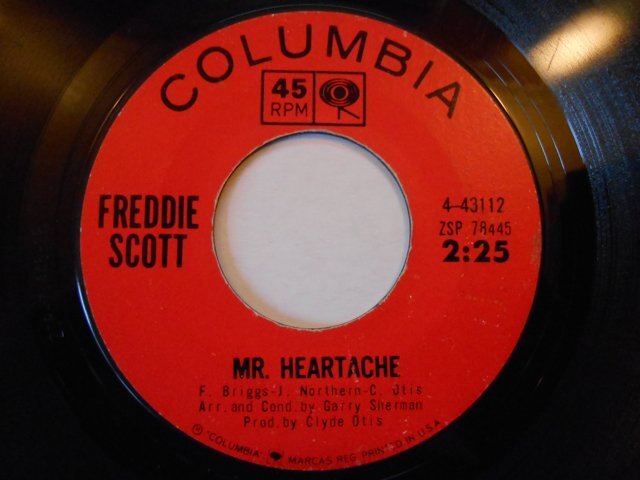 COLUMBIA
45
RPM
FREDDIE
SCOTT
4-43112
ZSP 78445
2:25
MR. HEARTACHE
F. Briggs-J. Northern-C. Otis
Arr. and Cond. by Garry Sherman
Prod. by Clyde Otis
Ⓟ "COLUMBIA" MARCAS REG. PRINTED IN U.S.A.